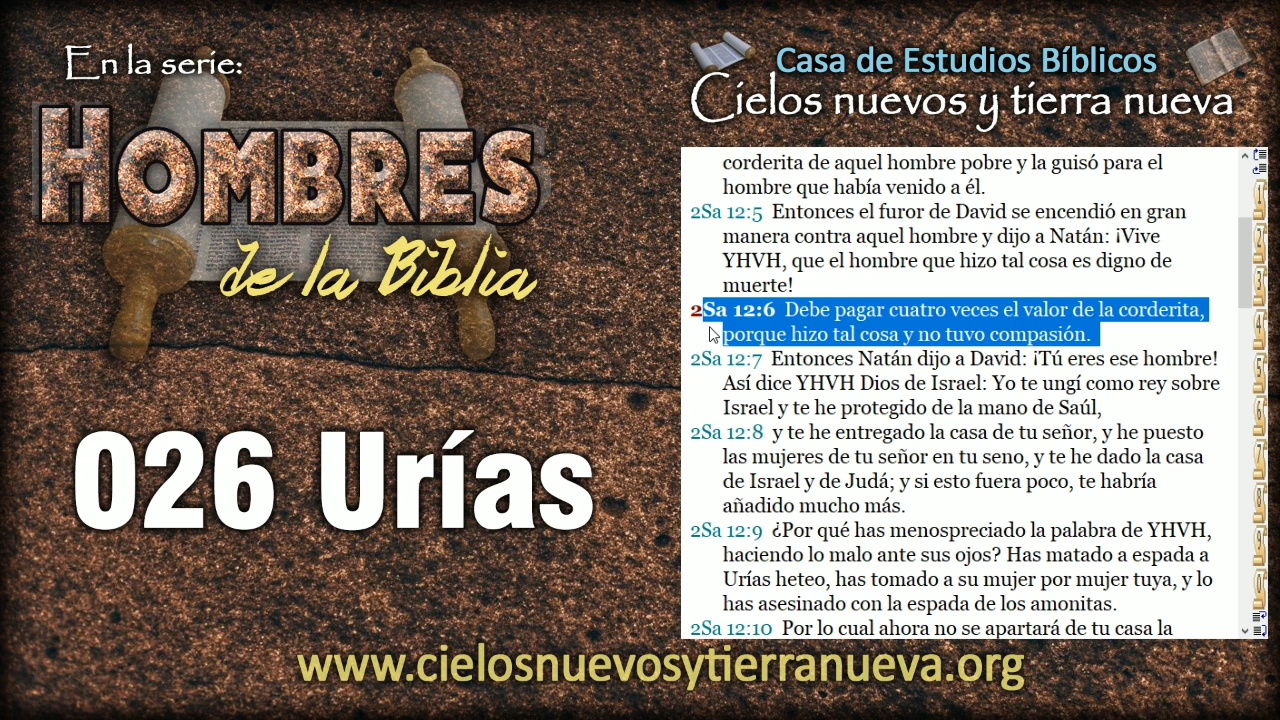 En la serie:
HOMBRES
de la Biblia
026 Urías
Casa de Estudios Bíblicos
Cielos nuevos y tierra nueva
corderita de aquel hombre pobre y la guisó para el
hombre que había venido a él.
2Sa 12:5 Entonces el furor de David se encendió en gran
manera contra aquel hombre y dijo a Natán: ¡Vive
YHVH, que el hombre que hizo tal cosa es digno de
muerte!
2Sa 12:6 Debe pagar cuatro veces el valor de la corderita,
porque hizo tal cosa y no tuvo compasión.
2Sa 12:7 Entonces Natán dijo a David: ¡Tú eres ese hombre!
Así dice YHVH Dios de Israel: Yo te ungí como rey sobre
Israel y te he protegido de la mano de Saúl,
2Sa 12:8 y te he entregado la casa de tu señor, y he puesto
las mujeres de tu señor en tu seno, y te he dado la casa
de Israel y de Judá; y si esto fuera poco, te habría
añadido mucho más.
2Sa 12:9 ¿Por qué has menospreciado la palabra de YHVH,
haciendo lo malo ante sus ojos? Has matado a espada a
Urías heteo, has tomado a su mujer por mujer tuya, y lo
has asesinado con la espada de los amonitas.
2Sa 12:10 Por lo cual ahora no se apartará de tu casa la
www.cielosnuevosytierranueva.org